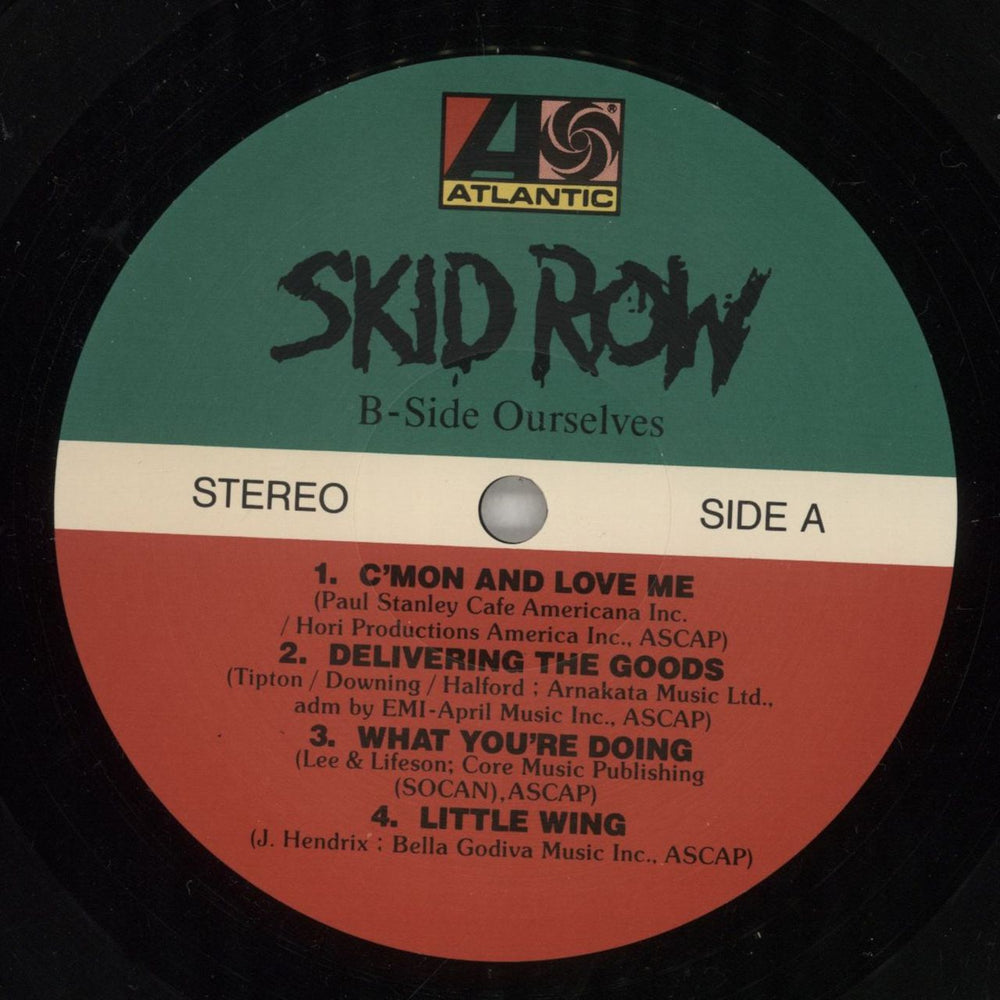 ATLANTIC
®
SKID ROW
B-Side Ourselves
STEREO
SIDE A
1. C'MON AND LOVE ME
(Paul Stanley Cafe Americana Inc.
/ Hori Productions America Inc., ASCAP)
2. DELIVERING THE GOODS
(Tipton / Downing / Halford ; Arnakata Music Ltd.,
adm by EMI-April Music Inc., ASCAP)
3. WHAT YOU'RE DOING
(Lee & Lifeson; Core Music Publishing
(SOCAN), ASCAP)
4. LITTLE WING
(J. Hendrix : Bella Godiva Music Inc., ASCAP)